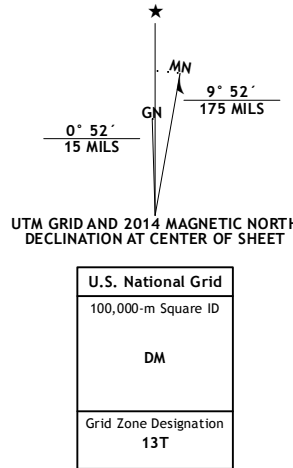 ★
MN
GN
0° 52´
15 MILS
9° 52´
175 MILS
UTM GRID AND 2014 MAGNETIC NORTH
DECLINATION AT CENTER OF SHEET
U.S. National Grid
100,000-m Square ID
DM
Grid Zone Designation
13T